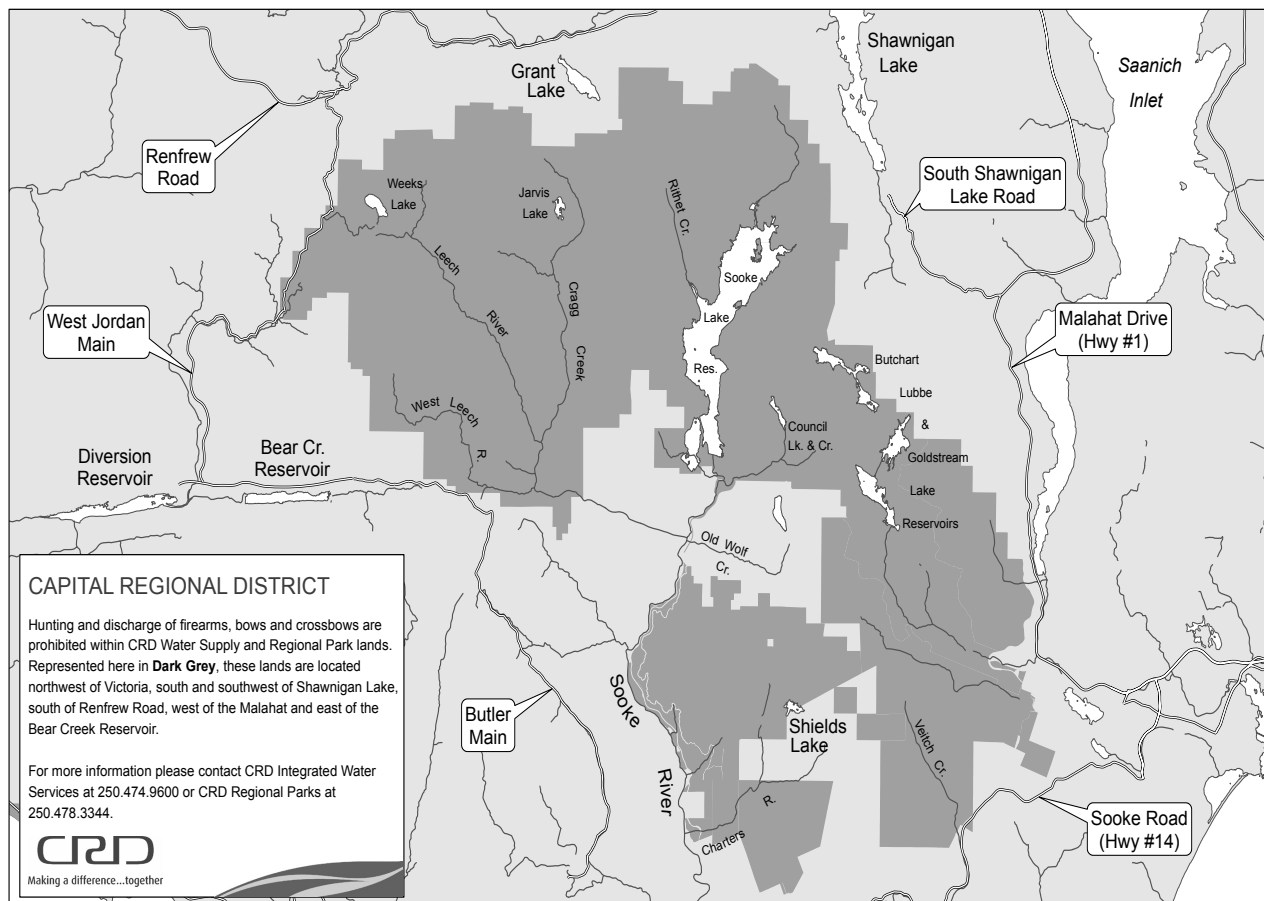 Shawnigan
Lake
Saanich
Inlet
Grant
Lake
Renfrew
Road
South Shawnigan
Lake Road
Weeks
Lake
Jarvis
Lake
Rithet Cr.
Leech
River
Cragg
Creek
Sooke
Lake
Res.
West Jordan
Main
Malahat Drive
(Hwy #1)
Butchart
Lubbe
&
Goldstream
Lake
Reservoirs
West Leech
R.
Council
Lk. & Cr.
Diversion
Reservoir
Bear Cr.
Reservoir
Old Wolf
Cr.
CAPITAL REGIONAL DISTRICT
Hunting and discharge of firearms, bows and crossbows are
prohibited within CRD Water Supply and Regional Park lands.
Represented here in Dark Grey, these lands are located
northwest of Victoria, south and southwest of Shawnigan Lake,
south of Renfrew Road, west of the Malahat and east of the
Bear Creek Reservoir.
For more information please contact CRD Integrated Water
Services at 250.474.9600 or CRD Regional Parks at
250.478.3344.
CRD
Making a difference...together
Butler
Main
Sooke
River
Shields
Lake
Veitch Cr.
Charters R.
Sooke Road
(Hwy #14)